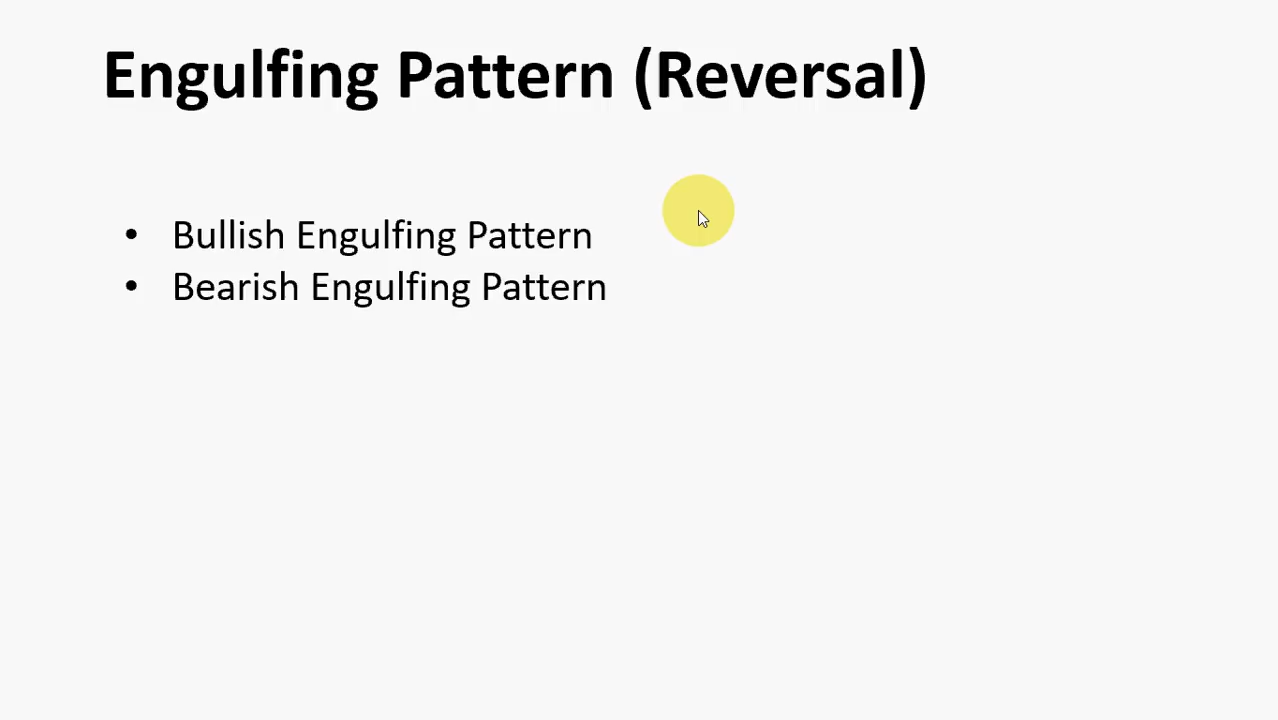 Engulfing Pattern (Reversal)
• Bullish Engulfing Pattern
• Bearish Engulfing Pattern